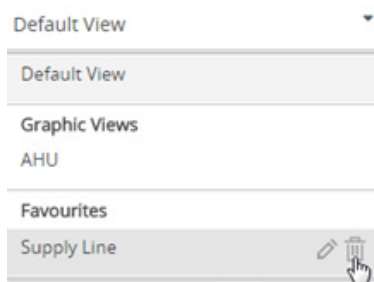 Default View
Default View
Graphic Views
AHU
Favourites
Supply Line